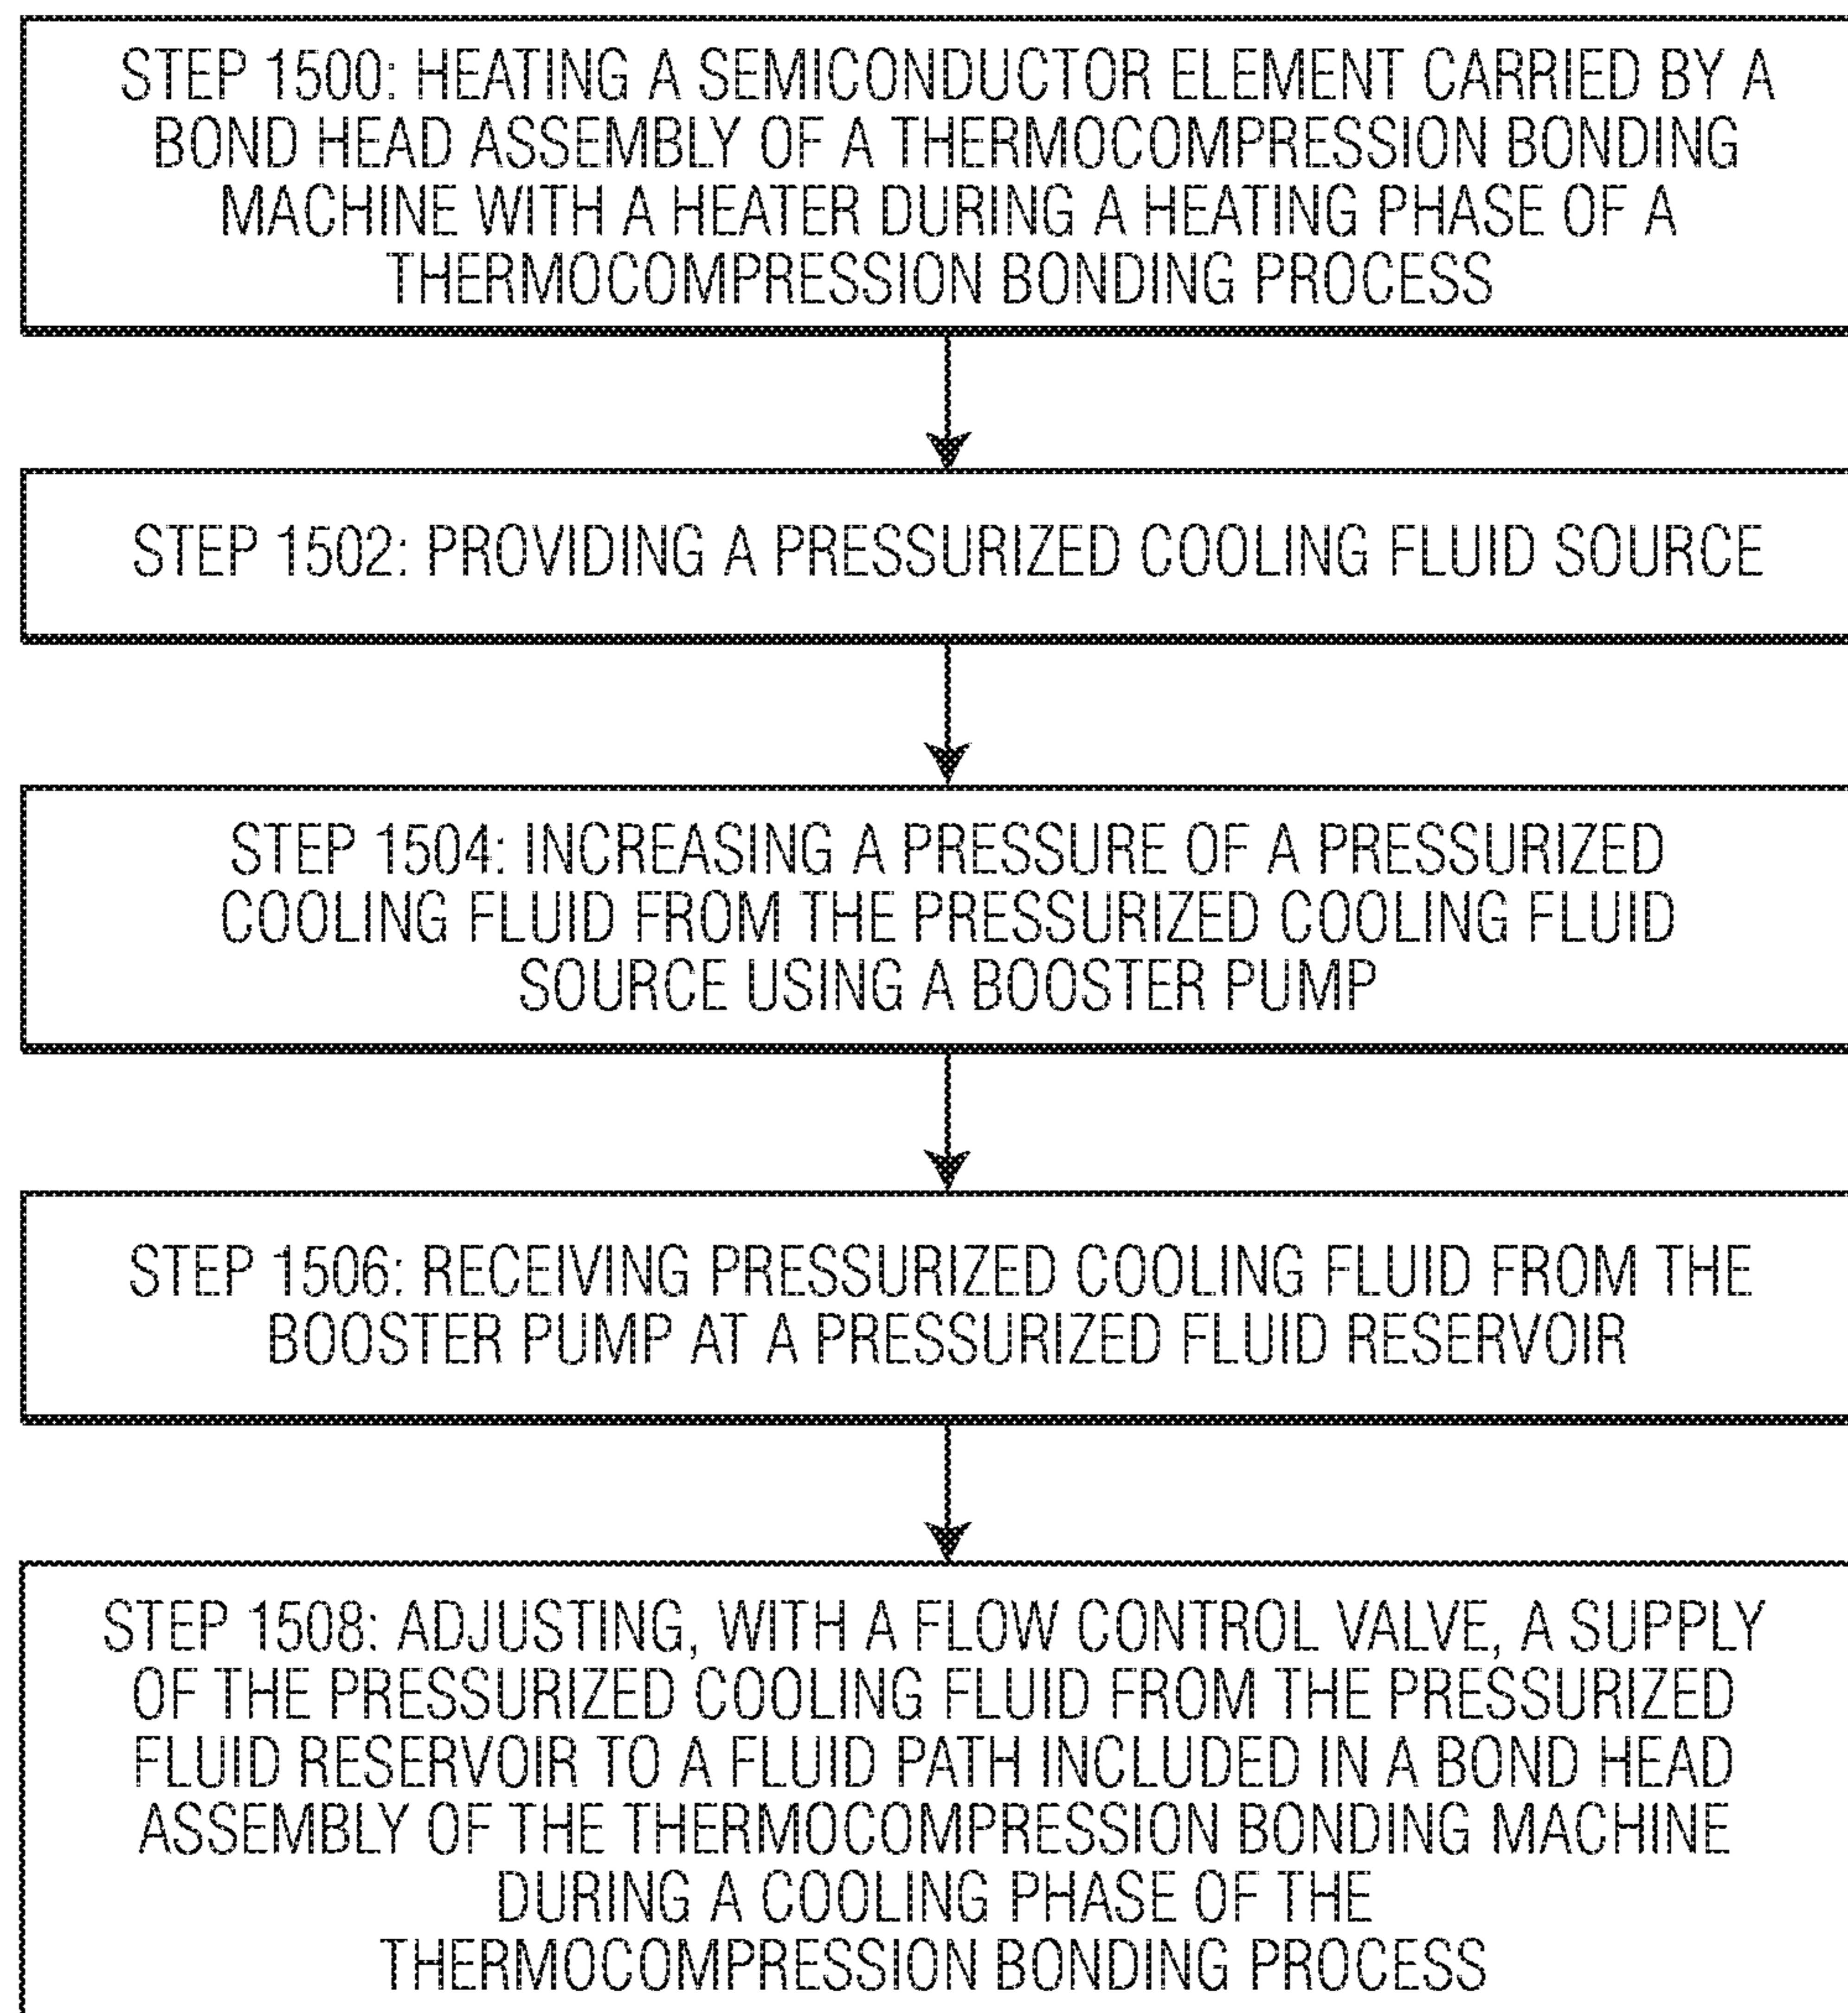 STEP 1500: HEATING A SEMICONDUCTOR ELEMENT CARRIED BY A
BOND HEAD ASSEMBLY OF A THERMOCOMPRESSION BONDING
MACHINE WITH A HEATER DURING A HEATING PHASE OF A
THERMOCOMPRESSION BONDING PROCESS
STEP 1502: PROVIDING A PRESSURIZED COOLING FLUID SOURCE
STEP 1504: INCREASING A PRESSURE OF A PRESSURIZED
COOLING FLUID FROM THE PRESSURIZED COOLING FLUID
SOURCE USING A BOOSTER PUMP
STEP 1506: RECEIVING PRESSURIZED COOLING FLUID FROM THE
BOOSTER PUMP AT A PRESSURIZED FLUID RESERVOIR
STEP 1508: ADJUSTING, WITH A FLOW CONTROL VALVE, A SUPPLY
OF THE PRESSURIZED COOLING FLUID FROM THE PRESSURIZED
FLUID RESERVOIR TO A FLUID PATH INCLUDED IN A BOND HEAD
ASSEMBLY OF THE THERMOCOMPRESSION BONDING MACHINE
DURING A COOLING PHASE OF THE
THERMOCOMPRESSION BONDING PROCESS